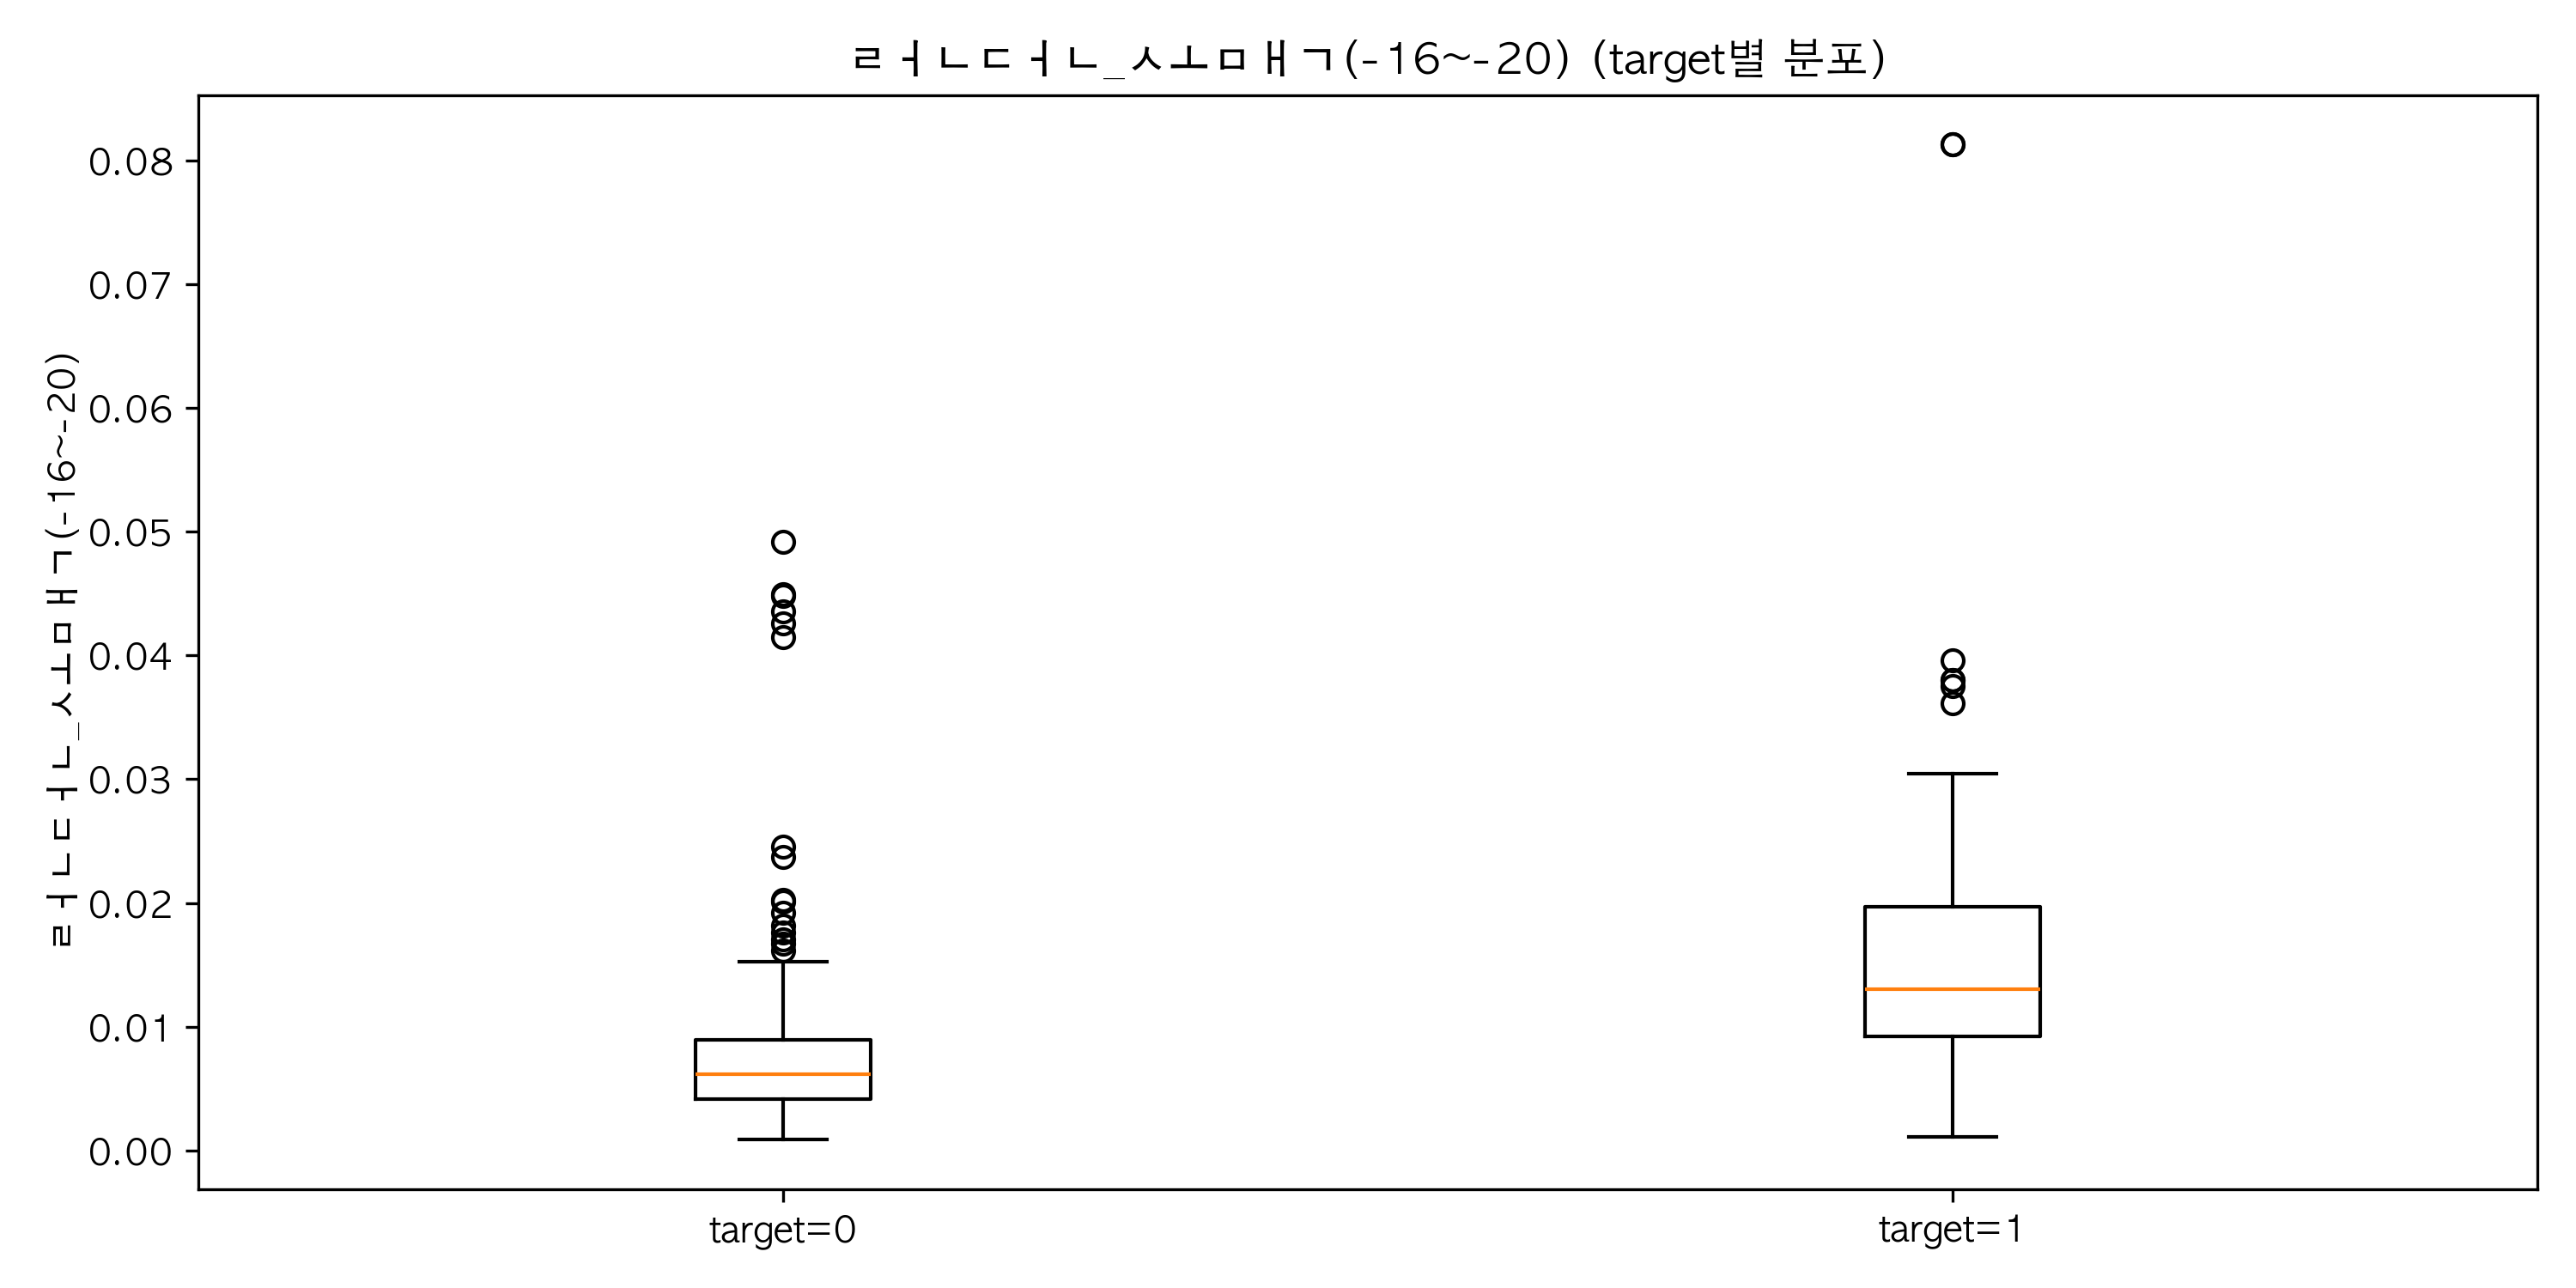 ㄹㅓㄴㄷㅓㄴ_ㅅㅗㅁㅐㄱ(-16~-20) (target별 분포)
ㄹㅓㄴㄷㅓㄴ_ㅅㅗㅁㅐㄱ(-16~-20)
0.08
0.07
0.06
0.05
0.04
0.03
0.02
0.01
0.00
target=0
target=1